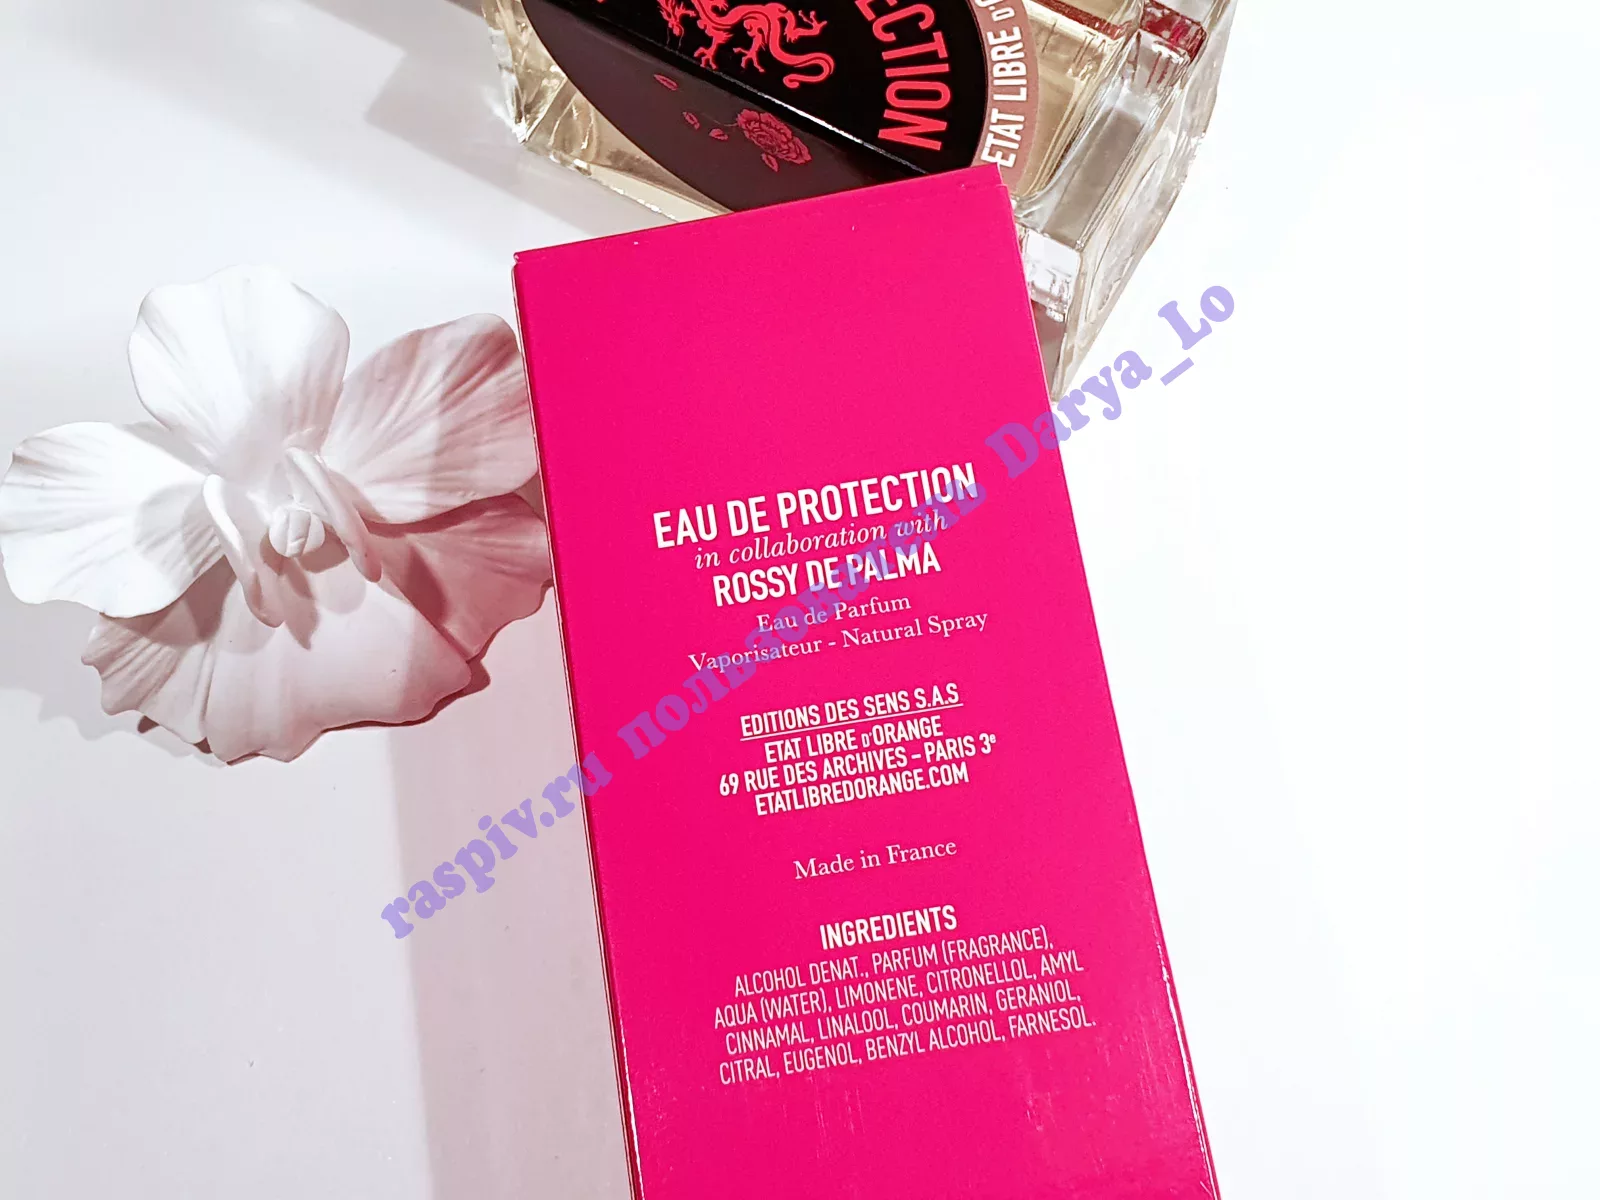 ECTION
ETAT LIBRE D'O
EAU DE PROTECTION
in collaboration with
ROSSY DE PALMA
Eau de Parfum
Vaporisateur - Natural Spray
EDITIONS DES SENS S.A.S
ETAT LIBRE D'ORANGE
69 RUE DES ARCHIVES - PARIS 3e
ETATLIBREDORANGE.COM
Made in France
INGREDIENTS
ALCOHOL DENAT., PARFUM (FRAGRANCE),
AQUA (WATER), LIMONENE, CITRONELLOL, AMYL
CINNAMAL, LINALOOL, COUMARIN, GERANIOL,
CITRAL, EUGENOL, BENZYL ALCOHOL, FARNESOL.
raspiv.ru пользователь Darya_Lo